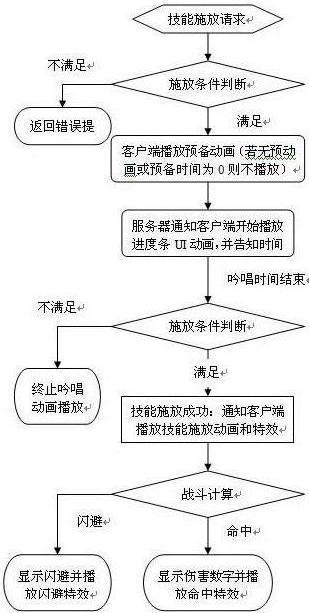 技能施放请求
不满足
施放条件判断
满足
返回错误提
客户端播放预备动画（若无预动
画或预备时间为0则不播放）
服务器通知客户端开始播放
进度条UI动画,并告知时间
吟唱时间结束
不满足
施放条件判断
满足
终止吟唱
动画播放
技能施放成功：通知客户端
播放技能施放动画和特效
战斗计算
闪避
命中
显示闪避并播
放闪避特效
显示伤害数字并播
放命中特效